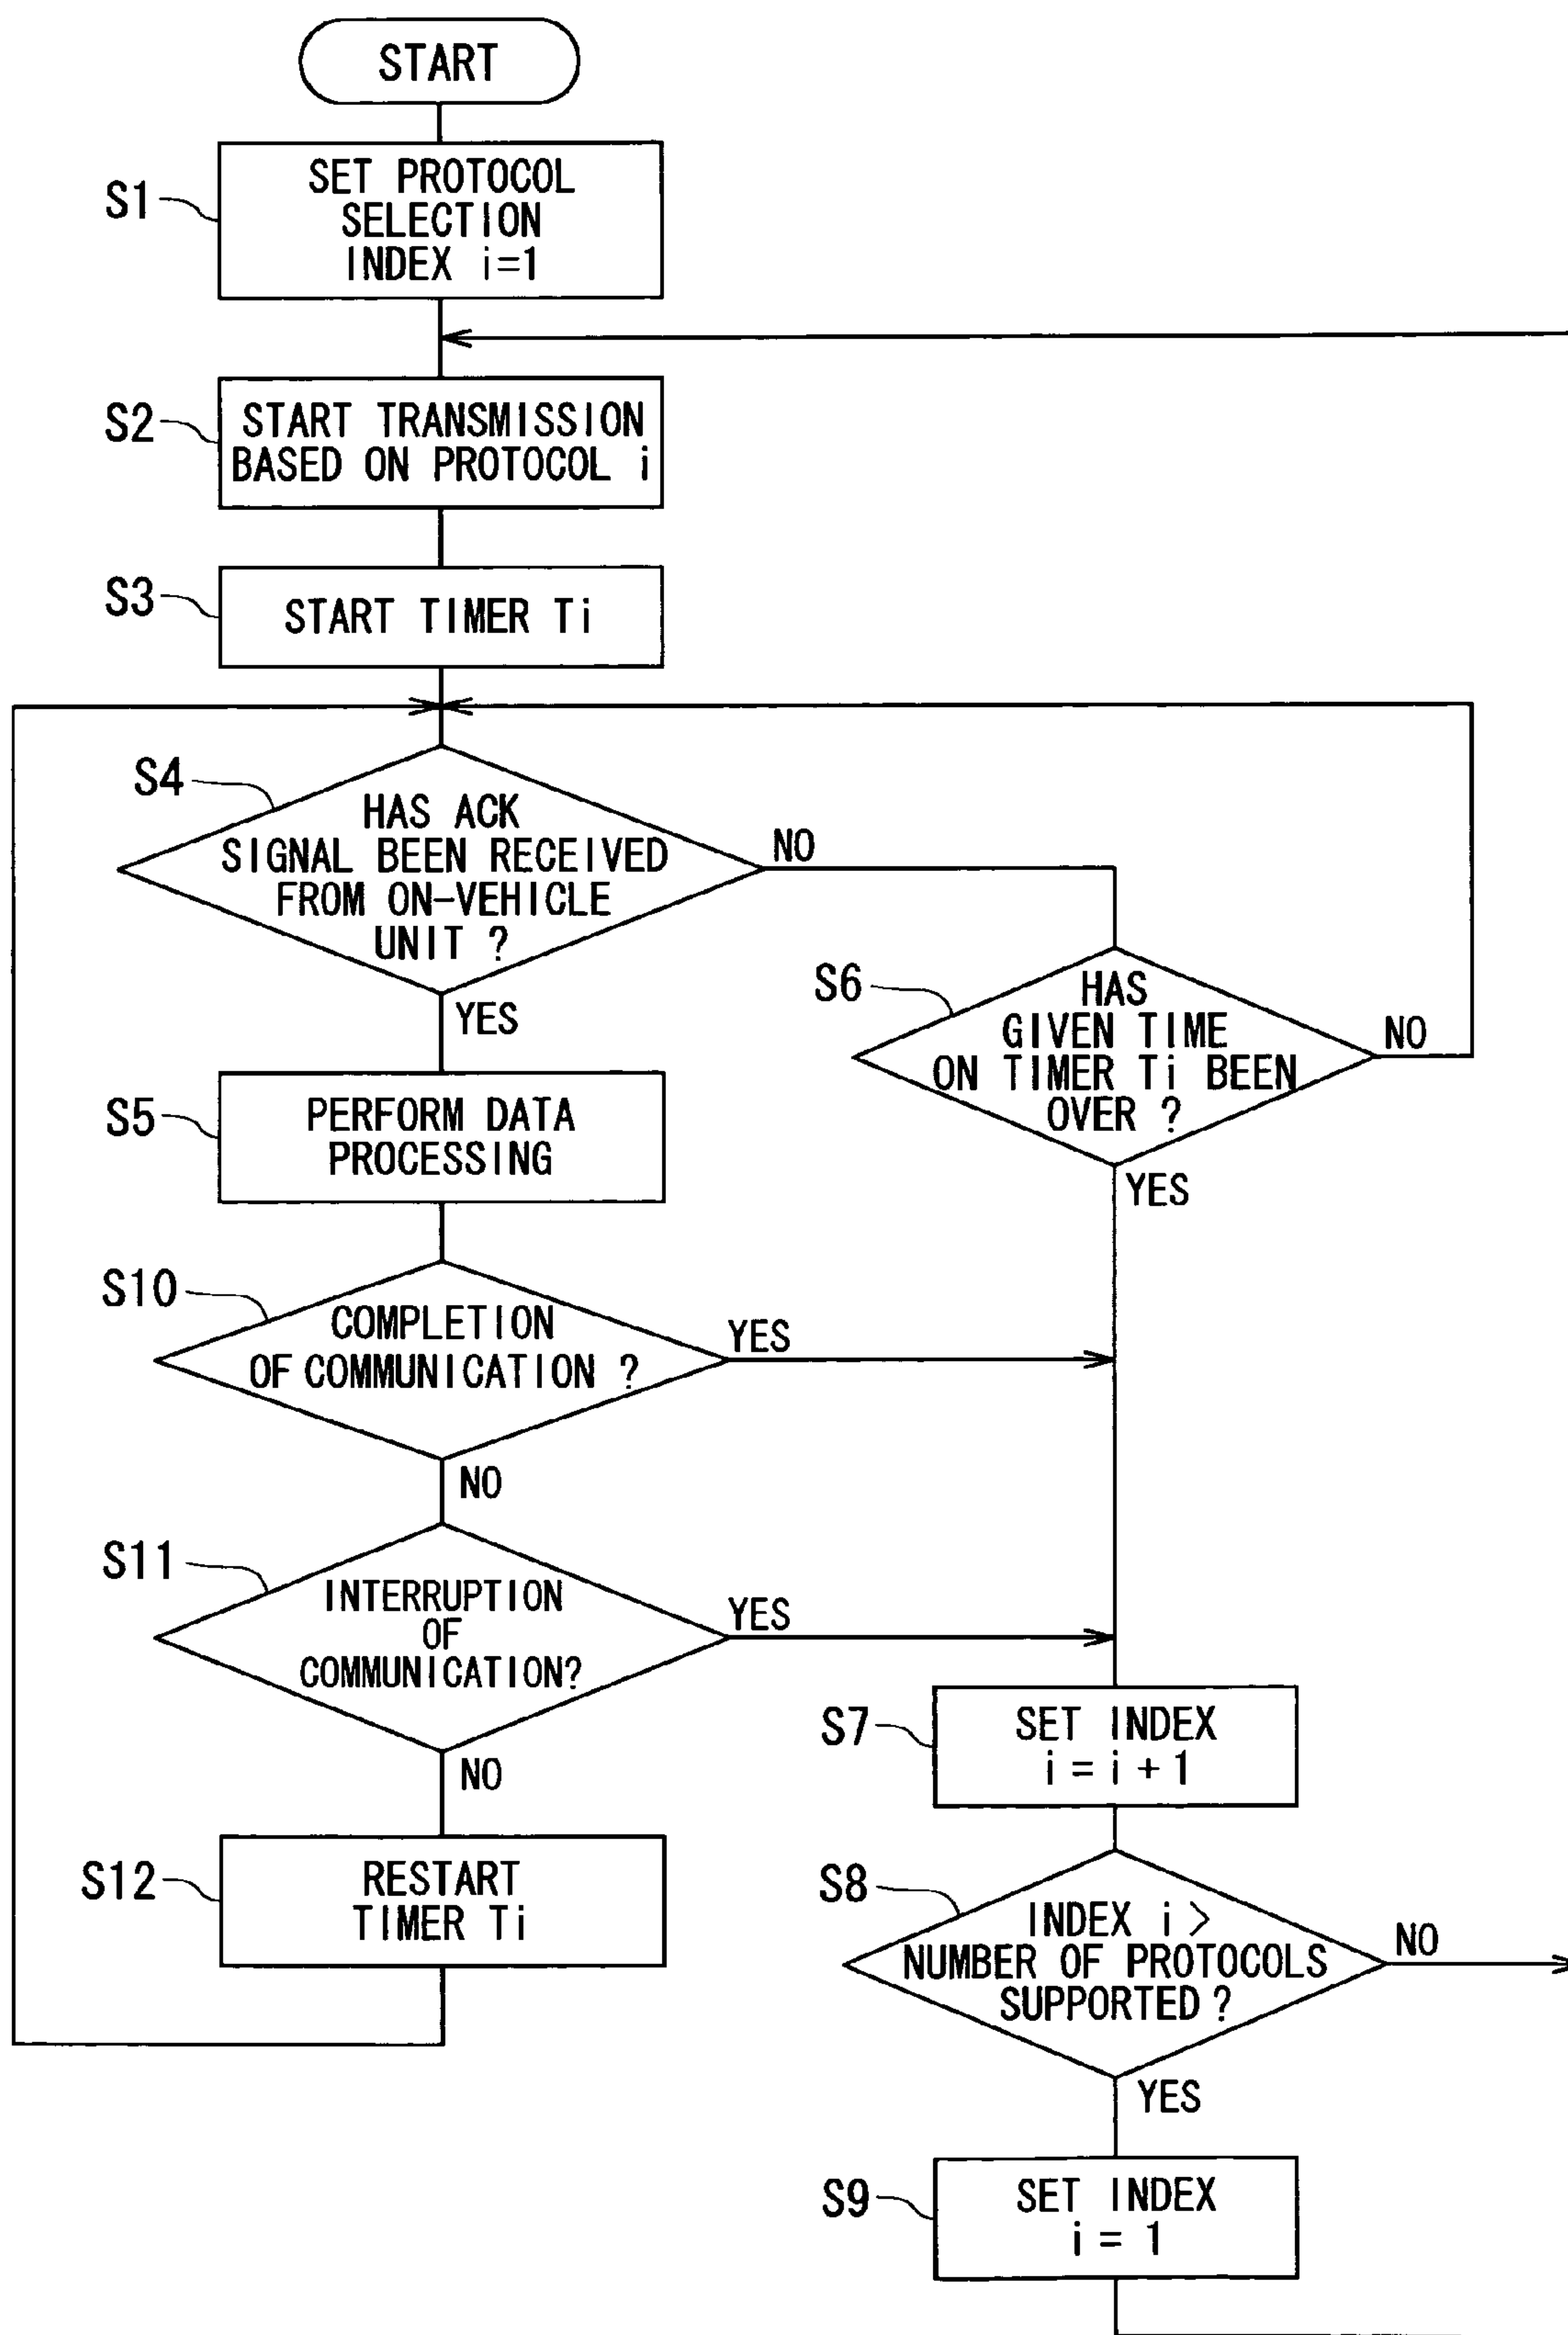 START
S1
SET PROTOCOL
SELECTION
INDEX i=1
S2
START TRANSMISSION
BASED ON PROTOCOL i
S3
START TIMER Ti
S4
HAS ACK
SIGNAL BEEN RECEIVED
FROM ON-VEHICLE
UNIT ?
NO
YES
S6
HAS
GIVEN TIME
ON TIMER Ti BEEN
OVER ?
NO
YES
S5
PERFORM DATA
PROCESSING
S10
COMPLETION
OF COMMUNICATION ?
YES
NO
S11
INTERRUPTION
OF
COMMUNICATION?
YES
NO
S7
SET INDEX
i = i + 1
S12
RESTART
TIMER Ti
S8
INDEX i >
NUMBER OF PROTOCOLS
SUPPORTED ?
NO
YES
S9
SET INDEX
i = 1